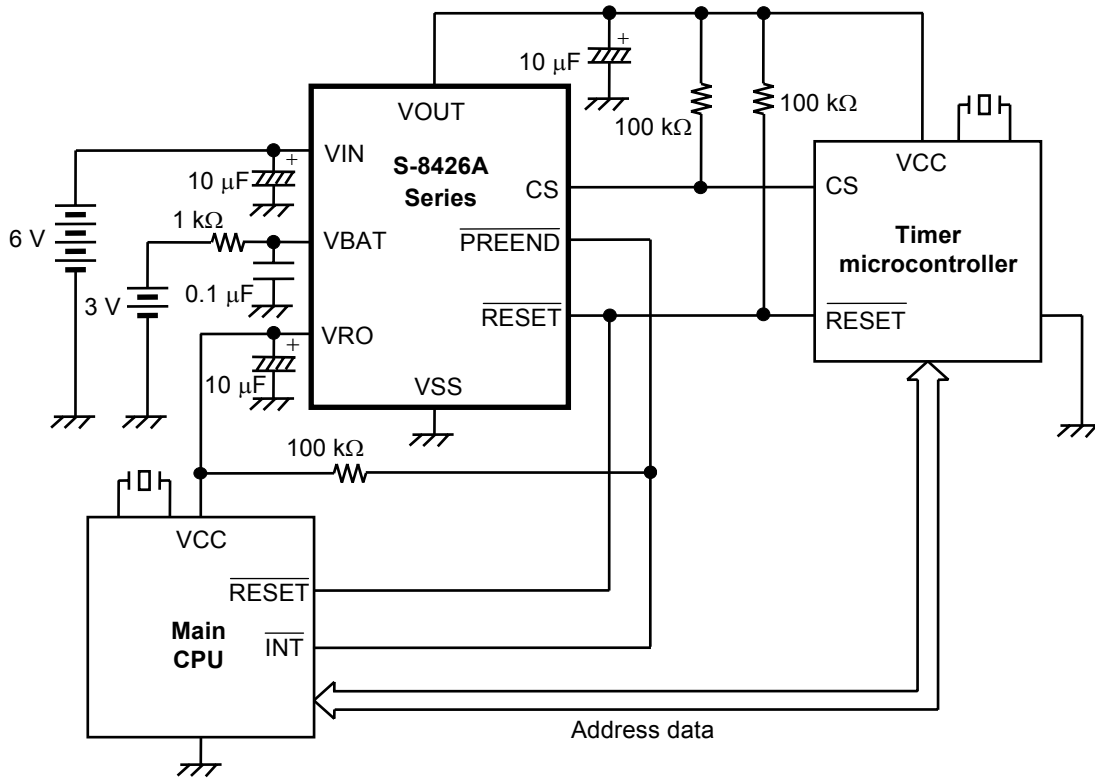 10 µF
+
100 kΩ
100 kΩ
VOUT
S-8426A
Series
VIN
+
10 µF
6 V
1 kΩ
VBAT
0.1 µF
3 V
VRO
+
10 µF
VSS
CS
PREEND
RESET
VCC
CS
Timer
microcontroller
RESET
100 kΩ
VCC
RESET
Main
CPU
INT
Address data